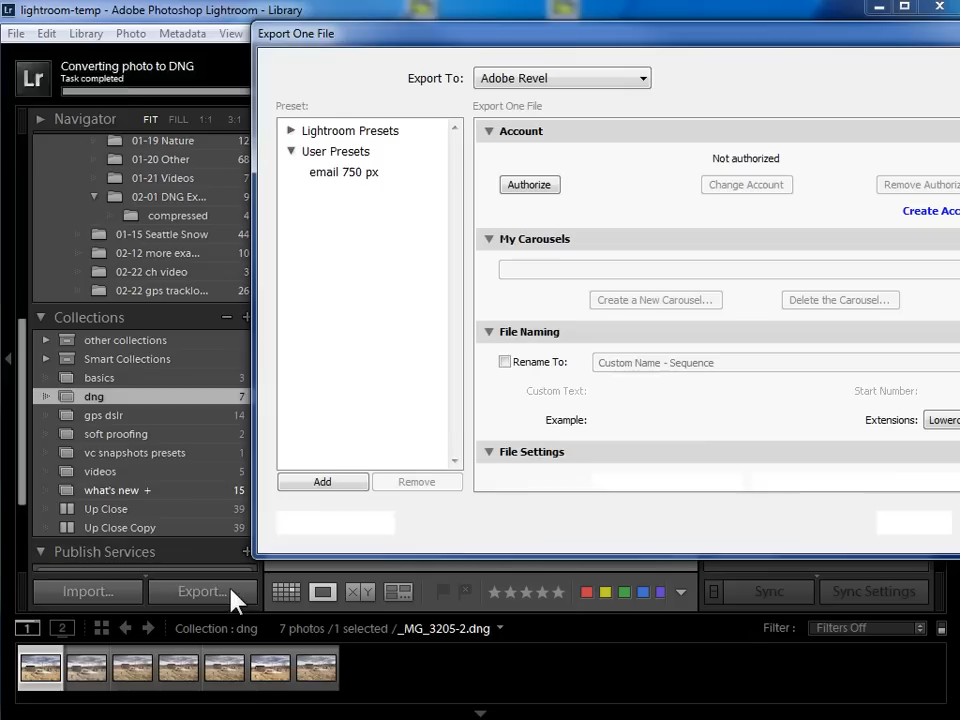 lightroom-temp - Adobe Photoshop Lightroom - Library
File Edit Library Photo Metadata View
Export One File
Lr
Converting photo to DNG
Task completed
Export To: Adobe Revel
Preset:
Export One File
Navigator FIT FILL 1:1 3:1
Lightroom Presets
User Presets
email 750 px
Account
Not authorized
Authorize
Change Account
Remove Authoriz
Create Acc
My Carousels
Create a New Carousel...
Delete the Carousel...
File Naming
Rename To: Custom Name - Sequence
Custom Text:
Start Number:
Example:
Extensions: Lowerc
File Settings
Add
Remove
01-19 Nature 12
01-20 Other 68
01-21 Videos 7
02-01 DNG Ex... 9
compressed 4
01-15 Seattle Snow 44
02-12 more exa... 10
02-22 ch video 3
02-22 gps tracklo... 26
Collections
other collections
Smart Collections
basics 3
dng 7
gps dslr 14
soft proofing 2
vc snapshots presets 1
videos 5
what's new + 15
Up Close 39
Up Close Copy 39
Publish Services
Import...
Export...
X Y
Sync
Sync Settings
1 2
Collection : dng
7 photos /1 selected /_MG_3205-2.dng
Filter : Filters Off